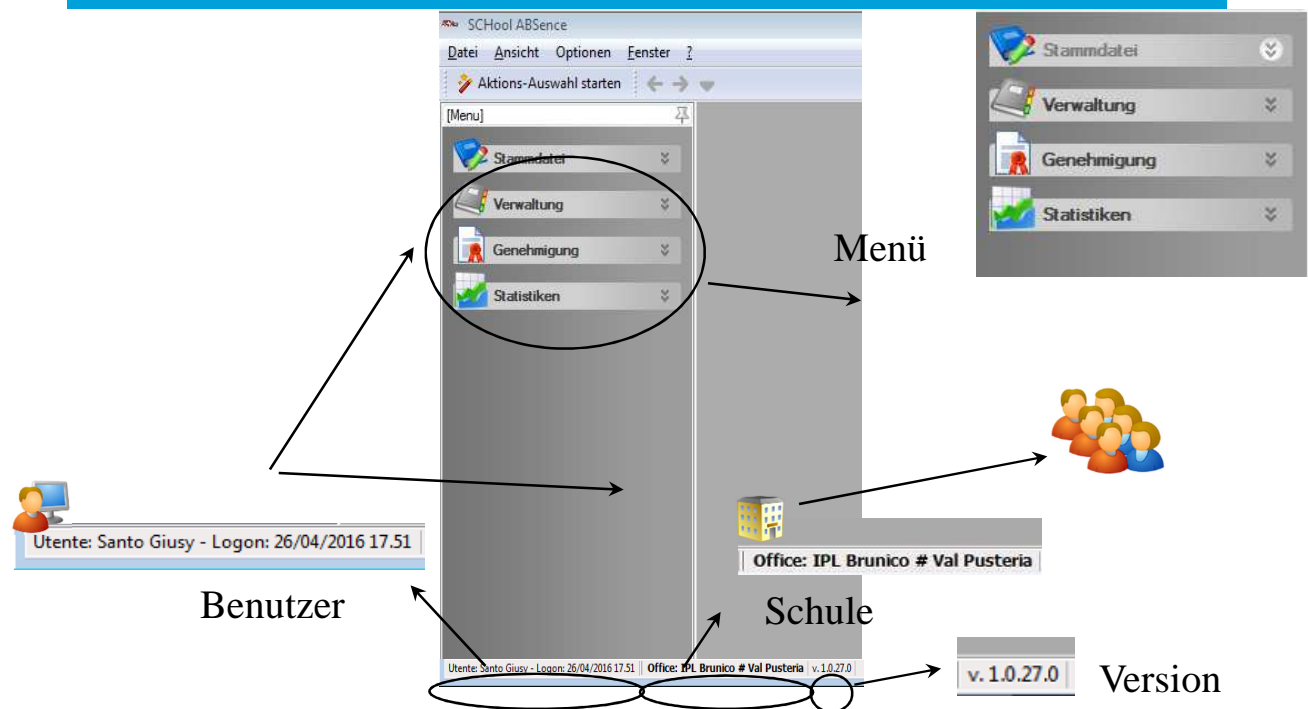 SCHool ABSence
Datei Ansicht Optionen Fenster ?
Aktions-Auswahl starten
[Menu]
Stammdatei
Verwaltung
Genehmigung
Statistiken
Stammdatei
Verwaltung
Genehmigung
Statistiken
Menü
Utente: Santo Giusy - Logon: 26/04/2016 17.51
Benutzer
Office: IPL Brunico # Val Pusteria
Schule
Utente: Santo Giusy - Logon: 26/04/2016 17.51 Office: IPL Brunico # Val Pusteria v. 1.0.27.0
v. 1.0.27.0
Version